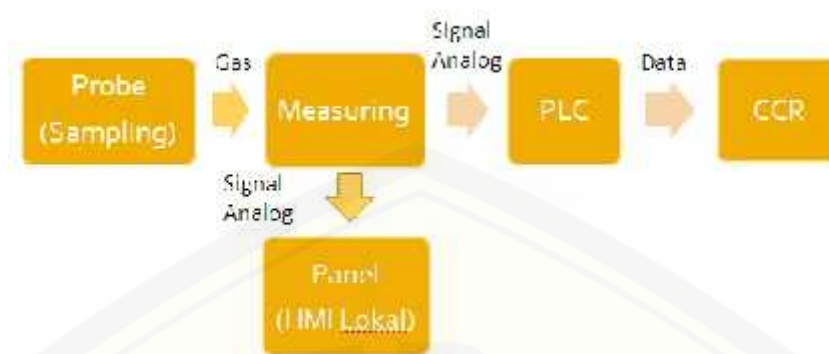 Probe
(Sampling)
Gas
Measuring
Signal
Analog
PLC
Data
CCR
Signal
Analog
Panel
(HMI Lokal)